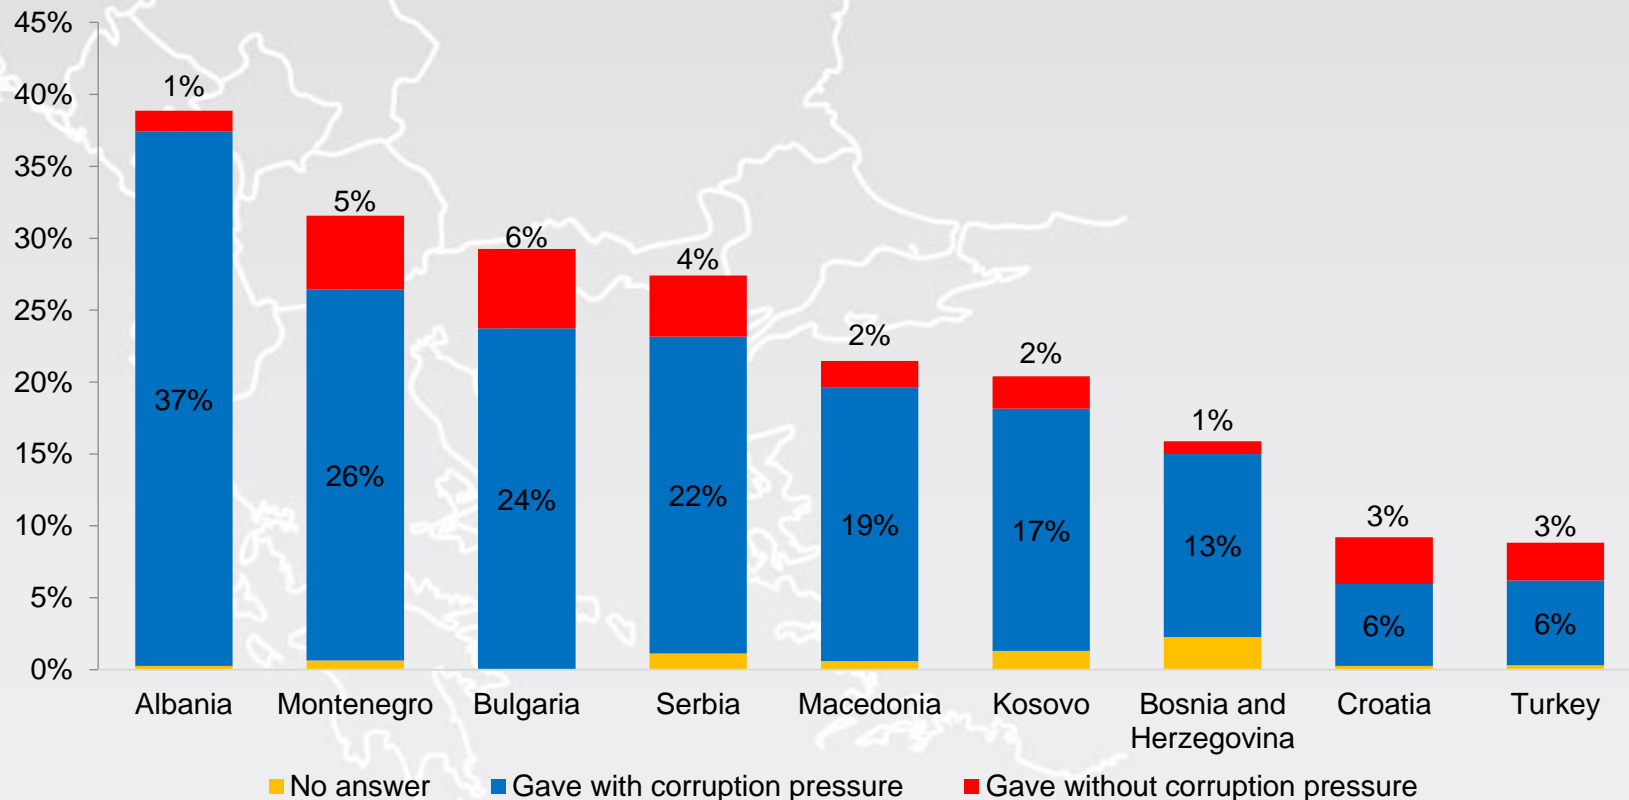 45%
40%
35%
30%
25%
20%
15%
10%
5%
0%
1%
5%
6%
4%
2%
2%
1%
3%
3%
37%
26%
24%
22%
19%
17%
13%
6%
6%
Albania
Montenegro
Bulgaria
Serbia
Macedonia
Kosovo
Bosnia and
Herzegovina
Croatia
Turkey
No answer
Gave with corruption pressure
Gave without corruption pressure